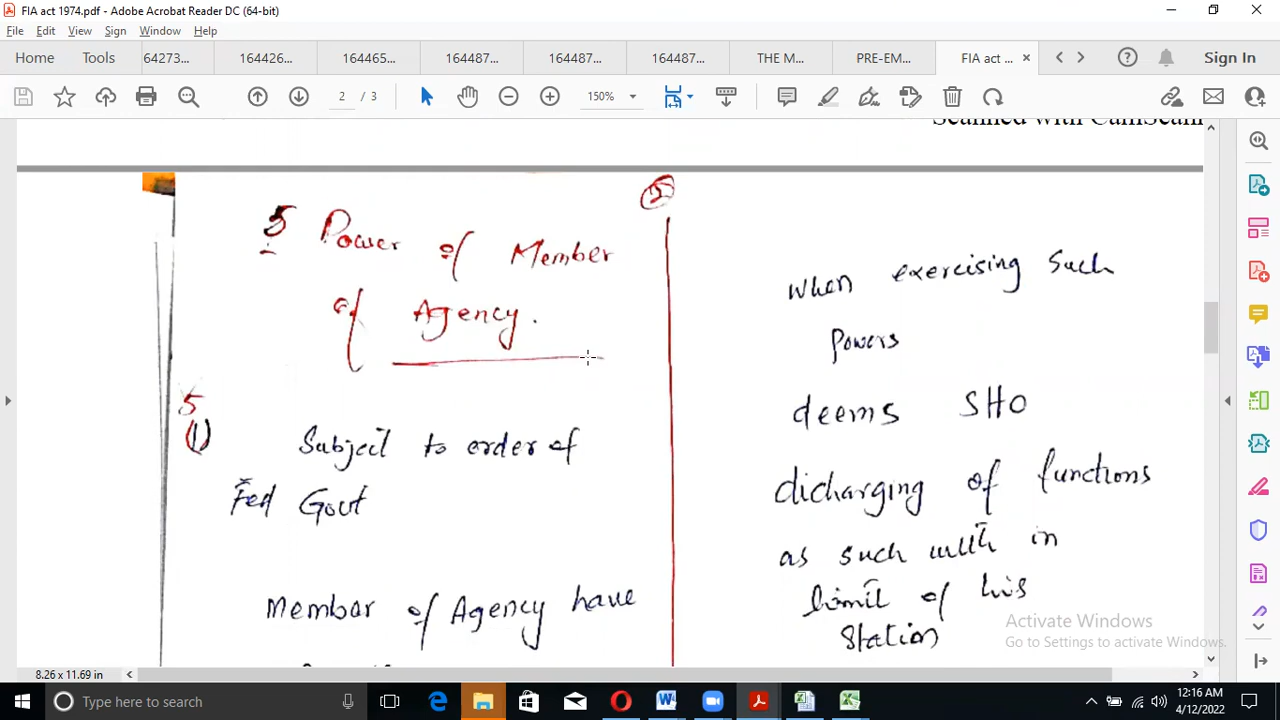 FIA act 1974.pdf - Adobe Acrobat Reader DC (64-bit)
File Edit View Sign Window Help
Home Tools 64273... 164426... 164465... 164487... 164487... 164487... THE M... PRE-EM... FIA act ... × Sign In
2 / 3 150%
Scanned with CamScan
5 Power of Member
of Agency.
5
(1)
Subject to order of
Fed Govt
Member of Agency have
when exercising such
Powers
deems SHO
dicharging of functions
as such with in
limit of his
Station
Activate Windows
Go to Settings to activate Windows.
8.26 x 11.69 in
Type here to search
12:16 AM
4/12/2022